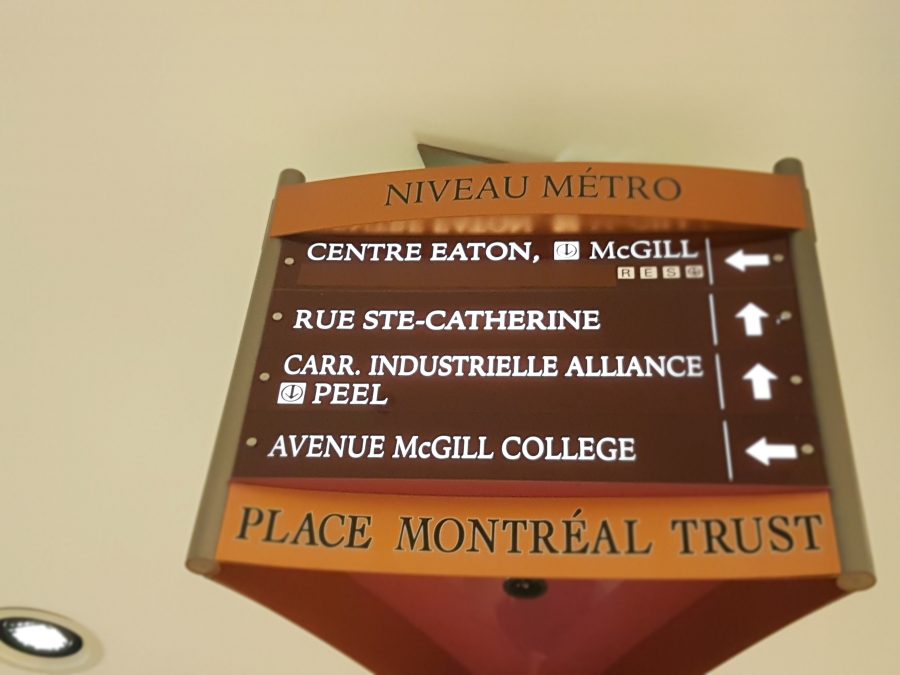 NIVEAU MÉTRO
CENTRE EATON, McGILL
RES
RUE STE-CATHERINE
CARR. INDUSTRIELLE ALLIANCE
PEEL
AVENUE McGILL COLLEGE
PLACE MONTRÉAL TRUST